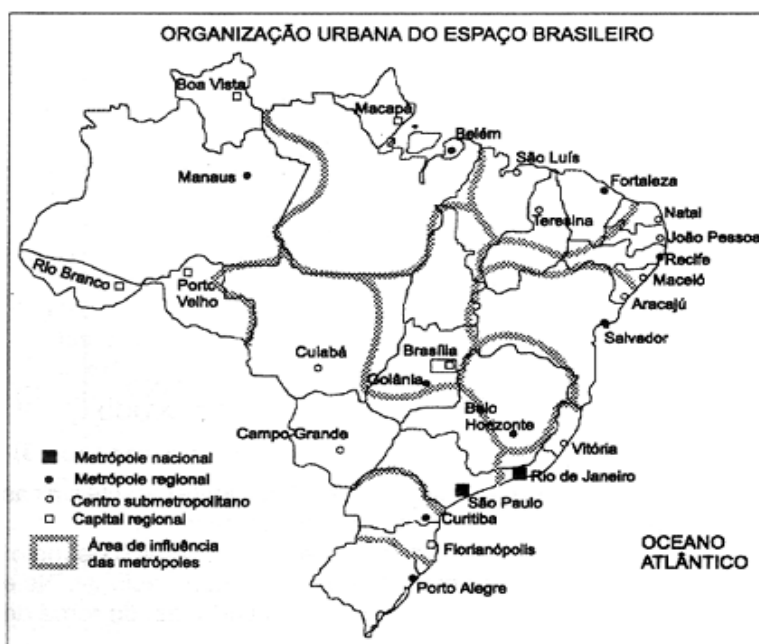 ORGANIZAÇÃO URBANA DO ESPAÇO BRASILEIRO
Boa Vista
Macapá
Belém
São Luís
Manaus
Fortaleza
Teresina
Natal
João Pessoa
Recife
Rio Branco
Porto
Velho
Maceió
Aracajú
Salvador
Cuiabá
Brasília
Goiânia
Belo
Horizonte
Campo-Grande
Vitória
Metrópole nacional
Metrópole regional
Centro submetropolitano
Capital regional
Área de influência
das metrópoles
Rio de Janeiro
São Paulo
Curitiba
Florianópolis
Porto Alegre
OCEANO
ATLÂNTICO